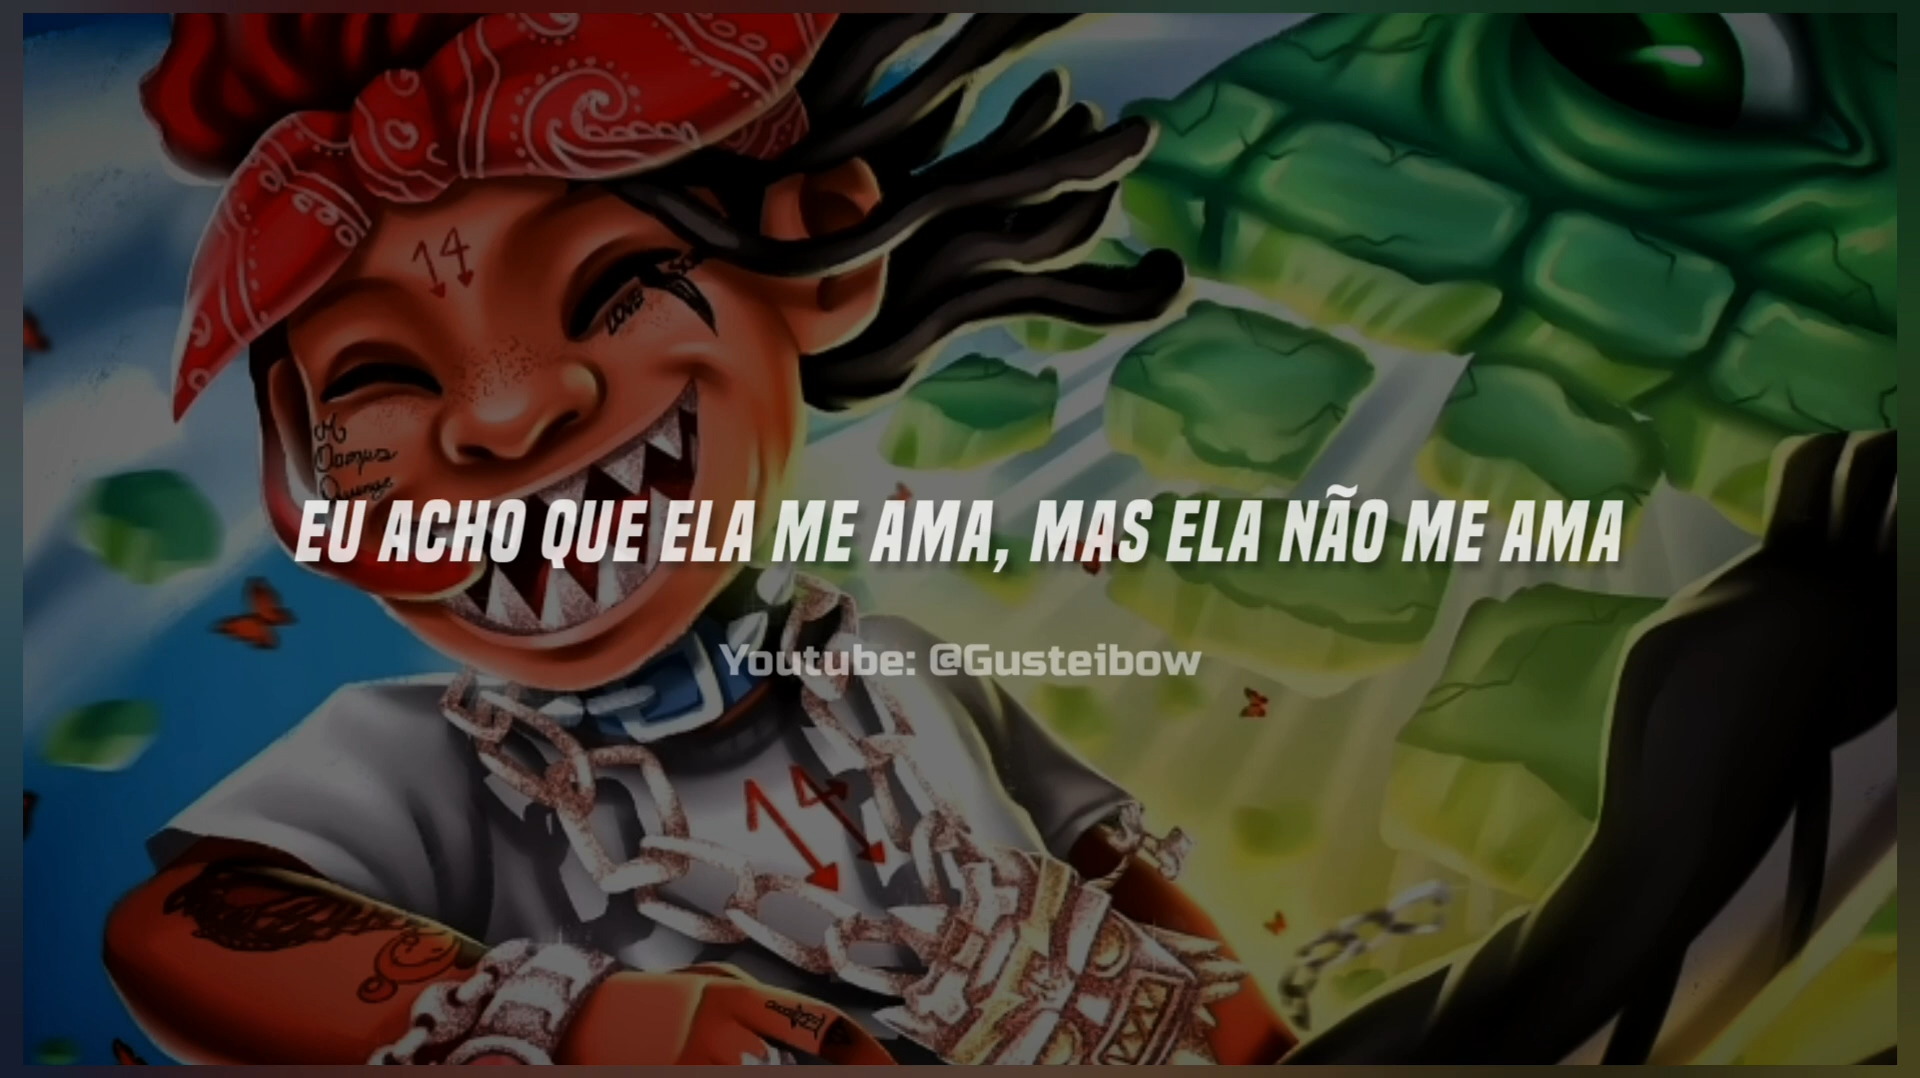 14
LOVE
EU ACHO QUE ELA ME AMA, MAS ELA NÃO ME AMA
Youtube: @Gusteibow
14